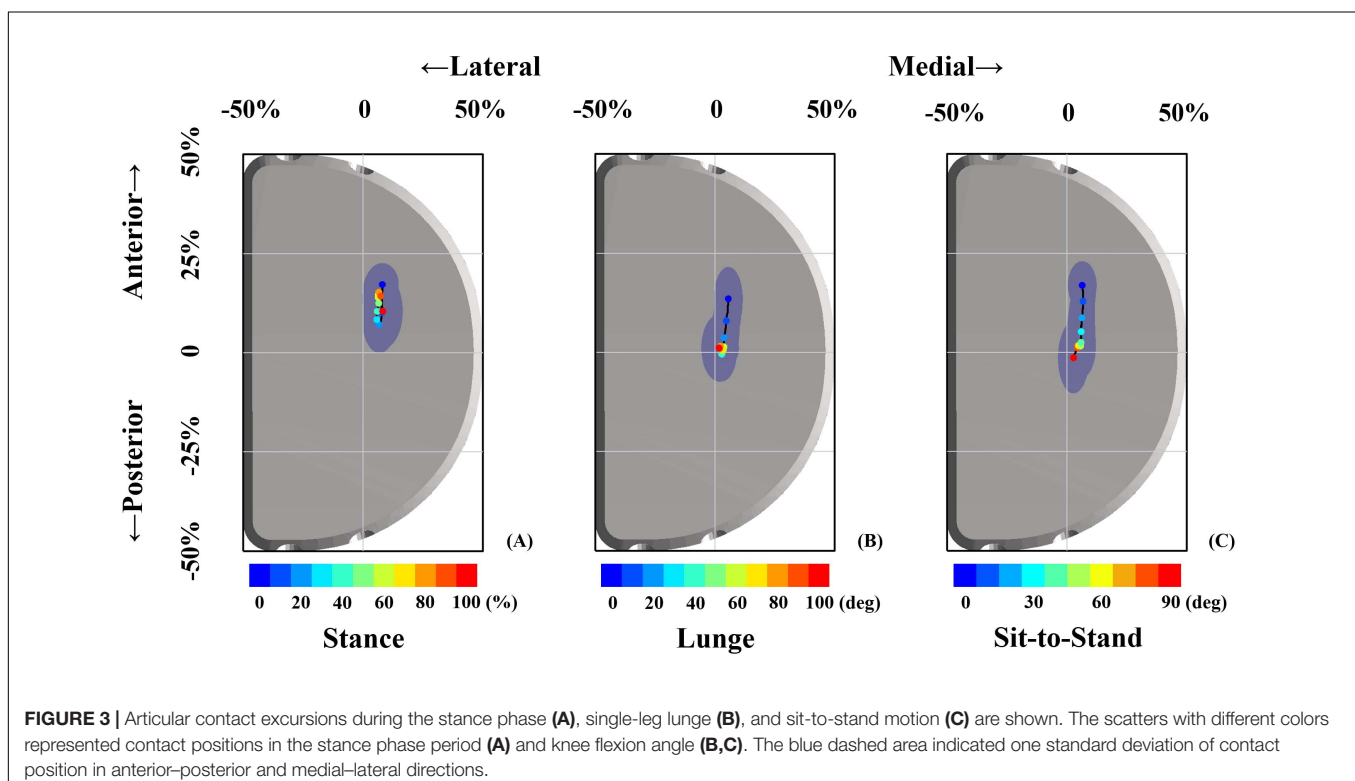 ←Lateral Medial→
-50% 0 50% -50% 0 50% -50% 0 50%
50%
Anterior→
25%
0
-25%
←Posterior
-50%
(A) (B) (C)
0 20 40 60 80 100 (%) 0 20 40 60 80 100 (deg) 0 30 60 90 (deg)
Stance Lunge Sit-to-Stand
FIGURE 3 | Articular contact excursions during the stance phase (A), single-leg lunge (B), and sit-to-stand motion (C) are shown. The scatters with different colors
represented contact positions in the stance phase period (A) and knee flexion angle (B,C). The blue dashed area indicated one standard deviation of contact
position in anterior–posterior and medial–lateral directions.